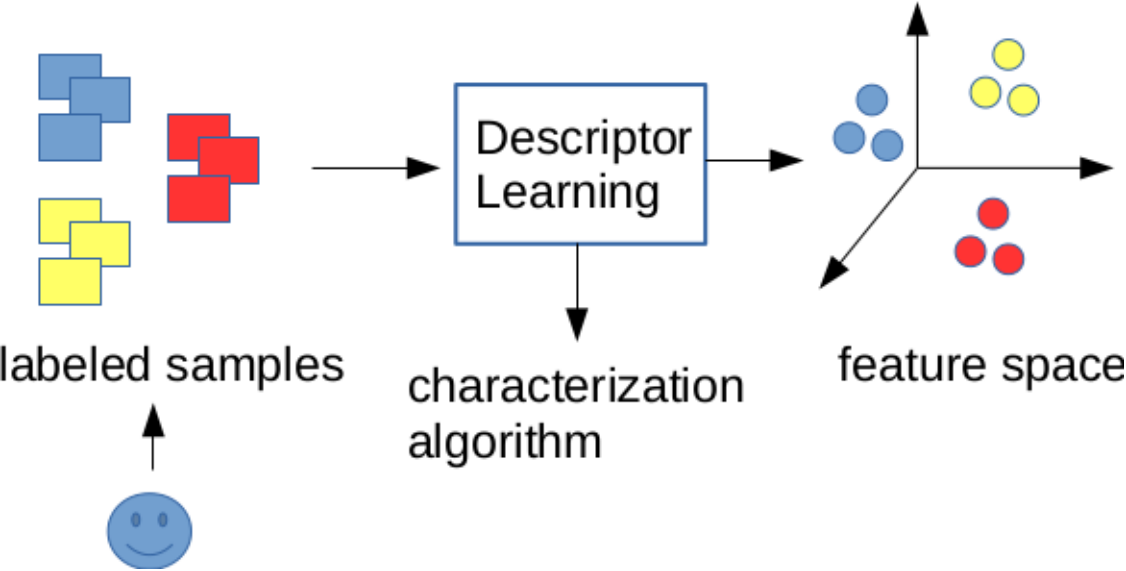 Descriptor
Learning
labeled samples
characterization
algorithm
feature space